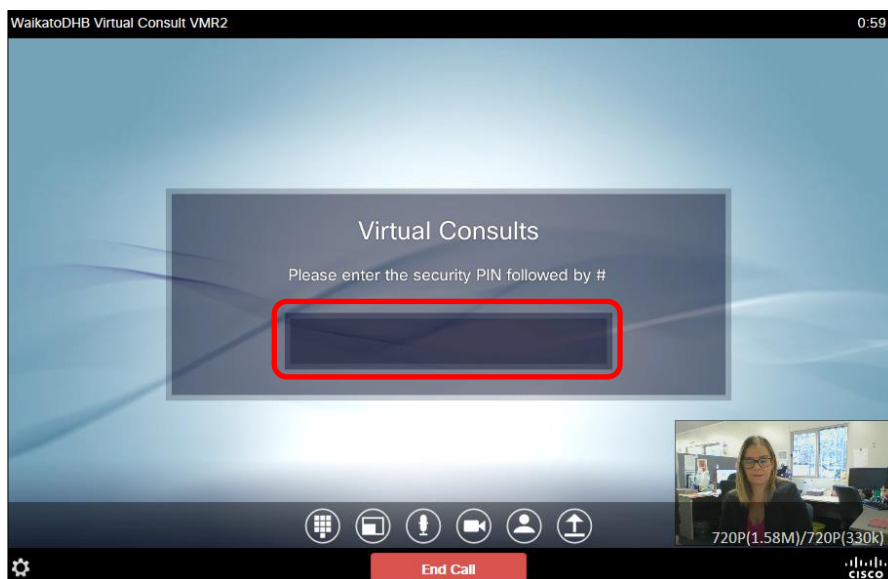 WaikatoDHB Virtual Consult VMR2
0:59
Virtual Consults
Please enter the security PIN followed by #
720P(1.58M)/720P(330k)
End Call
CISCO